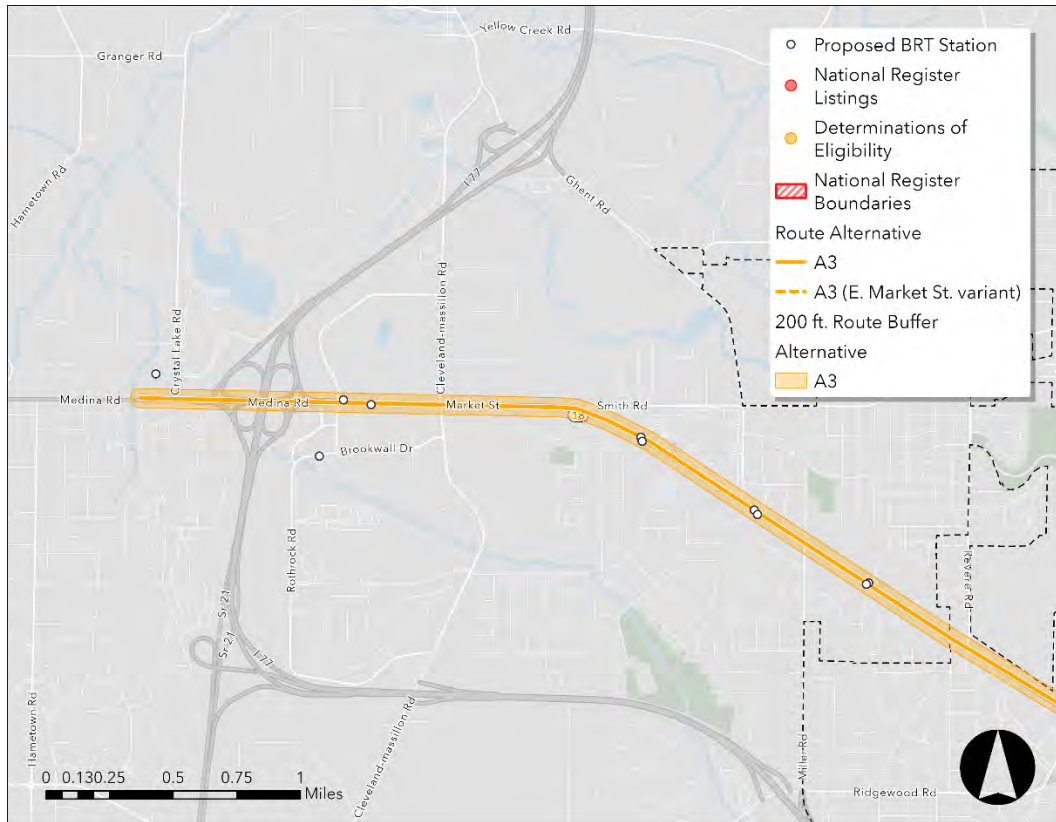 Yellow Creek Rd
Granger Rd
Hametown Rd
I 77
Ghent Rd
Cleveland-massillon Rd
Crystal Lake Rd
Medina Rd
Medina Rd
Market St
Smith Rd
18
Brookwall Dr
Rothrock Rd
Revere Rd
Sr 21
Sr 21
I 77
Hametown Rd
Cleveland-massillon Rd
Miller Rd
Ridgewood Rd
Proposed BRT Station
National Register
Listings
Determinations of
Eligibility
National Register
Boundaries
Route Alternative
A3
A3 (E. Market St. variant)
200 ft. Route Buffer
Alternative
A3
0 0.130.25 0.5 0.75 1
Miles